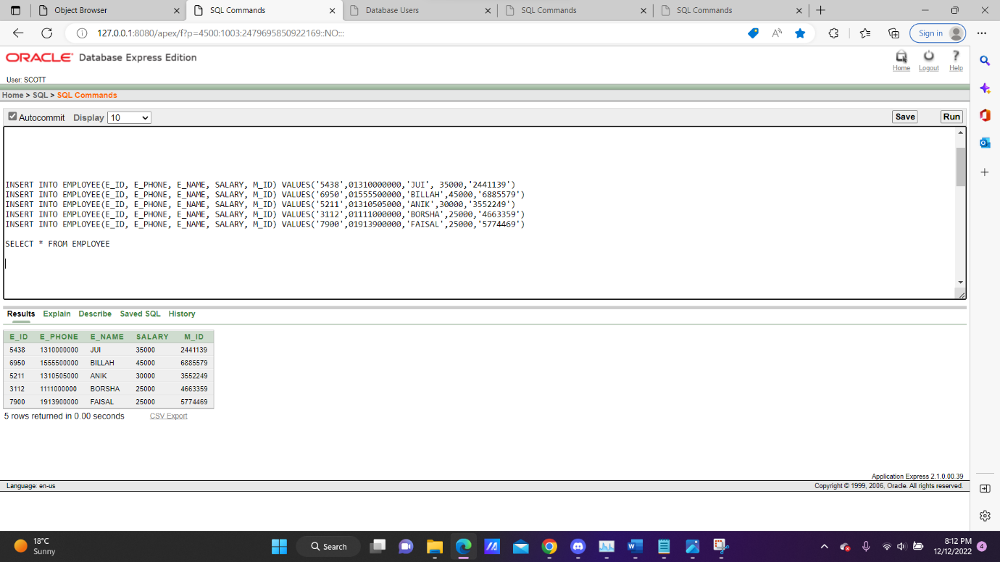 Object Browser
SQL Commands
Database Users
SQL Commands
SQL Commands
127.0.0.1:8080/apex/f?p=4500:1003:2479695850922169::NO:::
Sign in
ORACLE Database Express Edition
Home Logout Help
User: SCOTT
Home > SQL > SQL Commands
Autocommit Display 10
Save Run
INSERT INTO EMPLOYEE(E_ID, E_PHONE, E_NAME, SALARY, M_ID) VALUES('5438',01310000000,'JUI', 35000,'2441139')
INSERT INTO EMPLOYEE(E_ID, E_PHONE, E_NAME, SALARY, M_ID) VALUES('6950',01555500000,'BILLAH',45000,'6885579')
INSERT INTO EMPLOYEE(E_ID, E_PHONE, E_NAME, SALARY, M_ID) VALUES('5211',01310505000,'ANIK',30000,'3552249')
INSERT INTO EMPLOYEE(E_ID, E_PHONE, E_NAME, SALARY, M_ID) VALUES('3112',01111000000,'BORSHA',25000,'4663359')
INSERT INTO EMPLOYEE(E_ID, E_PHONE, E_NAME, SALARY, M_ID) VALUES('7900',01913900000,'FAISAL',25000,'5774469')
SELECT * FROM EMPLOYEE
Results Explain Describe Saved SQL History
E_ID E_PHONE E_NAME SALARY M_ID
5438 1310000000 JUI 35000 2441139
6950 1555500000 BILLAH 45000 6885579
5211 1310505000 ANIK 30000 3552249
3112 1111000000 BORSHA 25000 4663359
7900 1913900000 FAISAL 25000 5774469
5 rows returned in 0.00 seconds CSV Export
Application Express 2.1.0.00.39
Language: en-us Copyright © 1999, 2006, Oracle. All rights reserved.
18°C
Sunny
Search
8:12 PM
12/12/2022
4